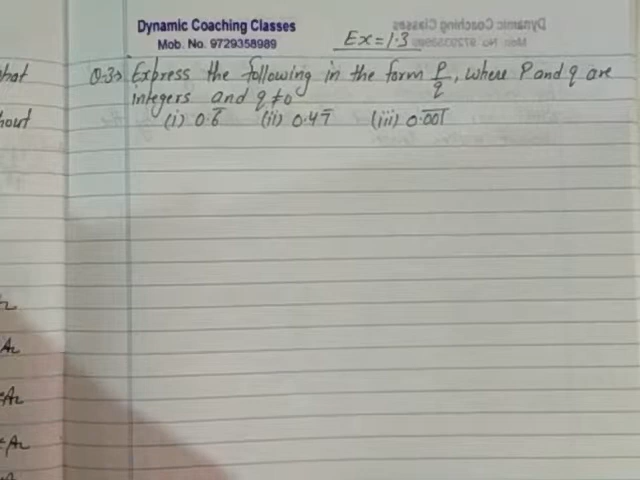 Dynamic Coaching Classes
Mob. No. 9729358989
Ex = 1.3
Q.3> Express the following in the form P/q, where P and q are
integers and q ≠ 0
(i) 0.6̅ (ii) 0.47̅ (iii) 0.0̅0̅1̅